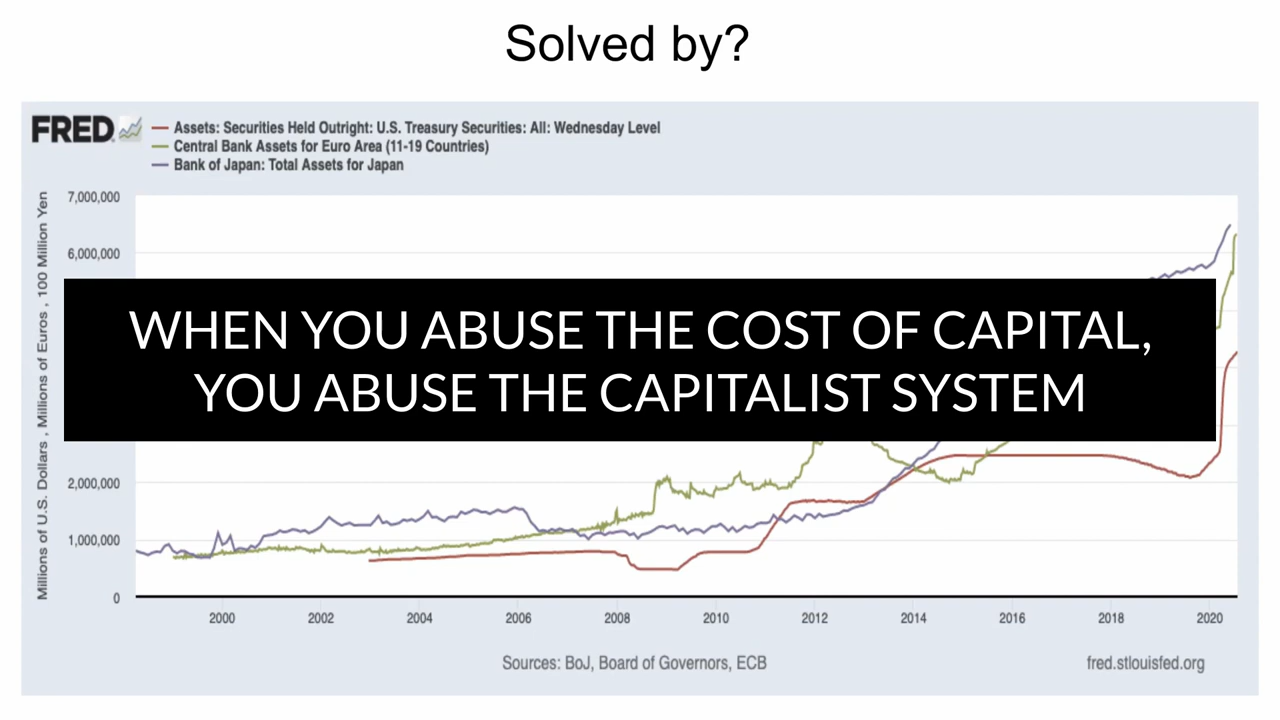 Solved by?
FRED
Assets: Securities Held Outright: U.S. Treasury Securities: All: Wednesday Level
Central Bank Assets for Euro Area (11-19 Countries)
Bank of Japan: Total Assets for Japan
Millions of U.S. Dollars , Millions of Euros , 100 Million Yen
7,000,000
6,000,000
WHEN YOU ABUSE THE COST OF CAPITAL,
YOU ABUSE THE CAPITALIST SYSTEM
2,000,000
1,000,000
0
2000 2002 2004 2006 2008 2010 2012 2014 2016 2018 2020
Sources: BoJ, Board of Governors, ECB
fred.stlouisfed.org